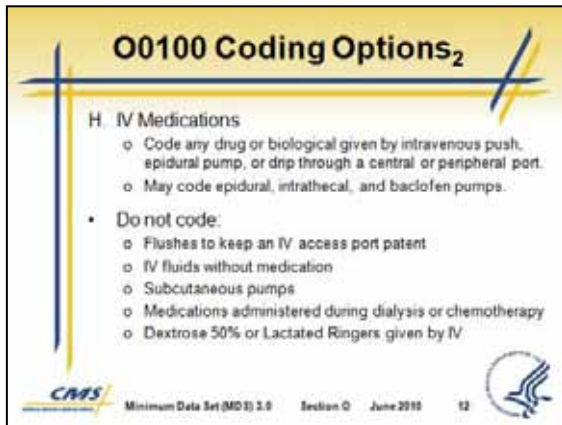 O0100 Coding Options2
H. IV Medications
o Code any drug or biological given by intravenous push,
epidural pump, or drip through a central or peripheral port.
o May code epidural, intrathecal, and baclofen pumps.
• Do not code:
o Flushes to keep an IV access port patent
o IV fluids without medication
o Subcutaneous pumps
o Medications administered during dialysis or chemotherapy
o Dextrose 50% or Lactated Ringers given by IV
CMS
Minimum Data Set (MDS) 3.0 Section O June 2010 12